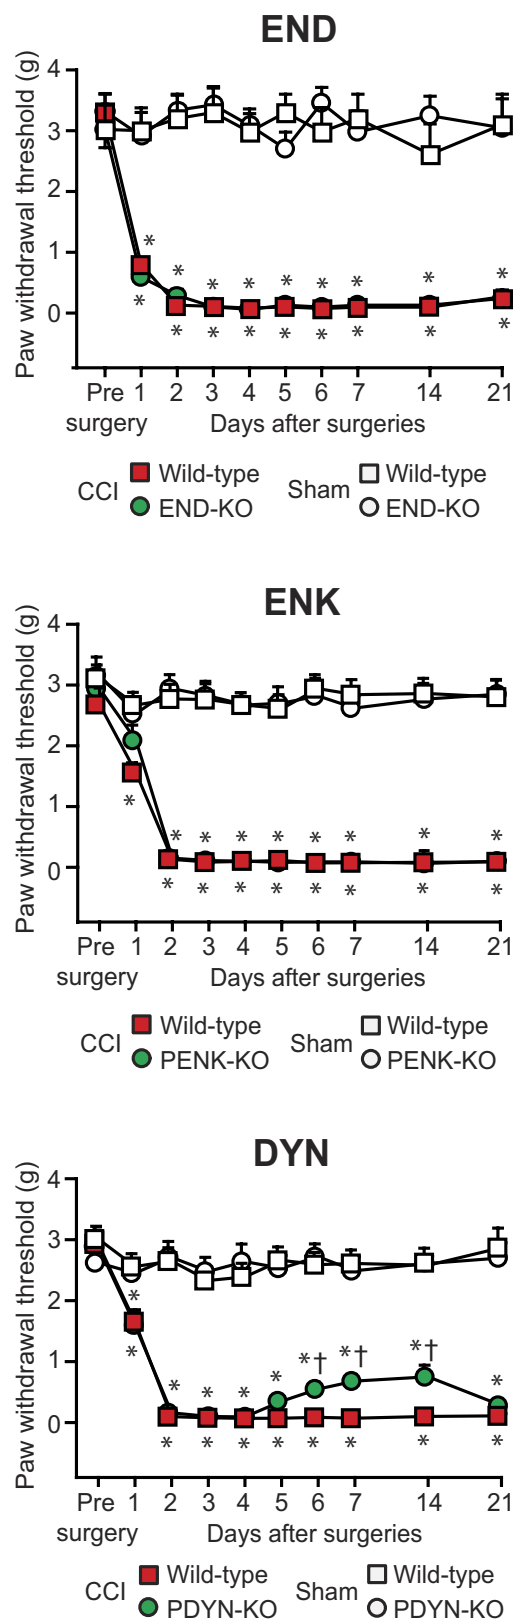 END
Paw withdrawal threshold (g)
4
3
2
1
0
* * * * * * * * *
* * * * * * * * *
Pre 1 2 3 4 5 6 7 14 21
surgery Days after surgeries
CCI Wild-type Sham Wild-type
END-KO END-KO
ENK
Paw withdrawal threshold (g)
4
3
2
1
0
* * * * * * * *
* * * * * * * * *
Pre 1 2 3 4 5 6 7 14 21
surgery Days after surgeries
CCI Wild-type Sham Wild-type
PENK-KO PENK-KO
DYN
Paw withdrawal threshold (g)
4
3
2
1
0
* * * * * *† *† *† *
* * * * * * * * *
Pre 1 2 3 4 5 6 7 14 21
surgery Days after surgeries
CCI Wild-type Sham Wild-type
PDYN-KO PDYN-KO